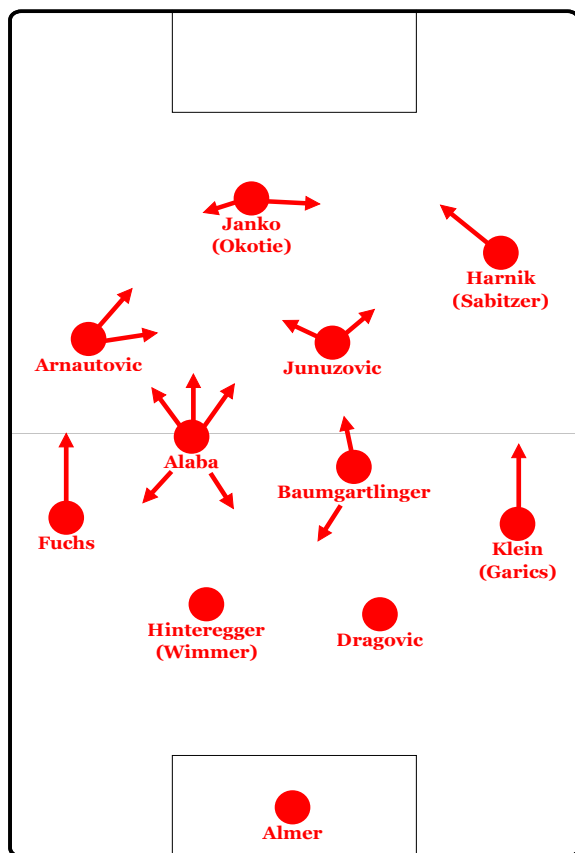 Janko
(Okotie)
Harnik
(Sabitzer)
Arnautovic
Junuzovic
Alaba
Baumgartlinger
Fuchs
Klein
(Garics)
Hinteregger
(Wimmer)
Dragovic
Almer